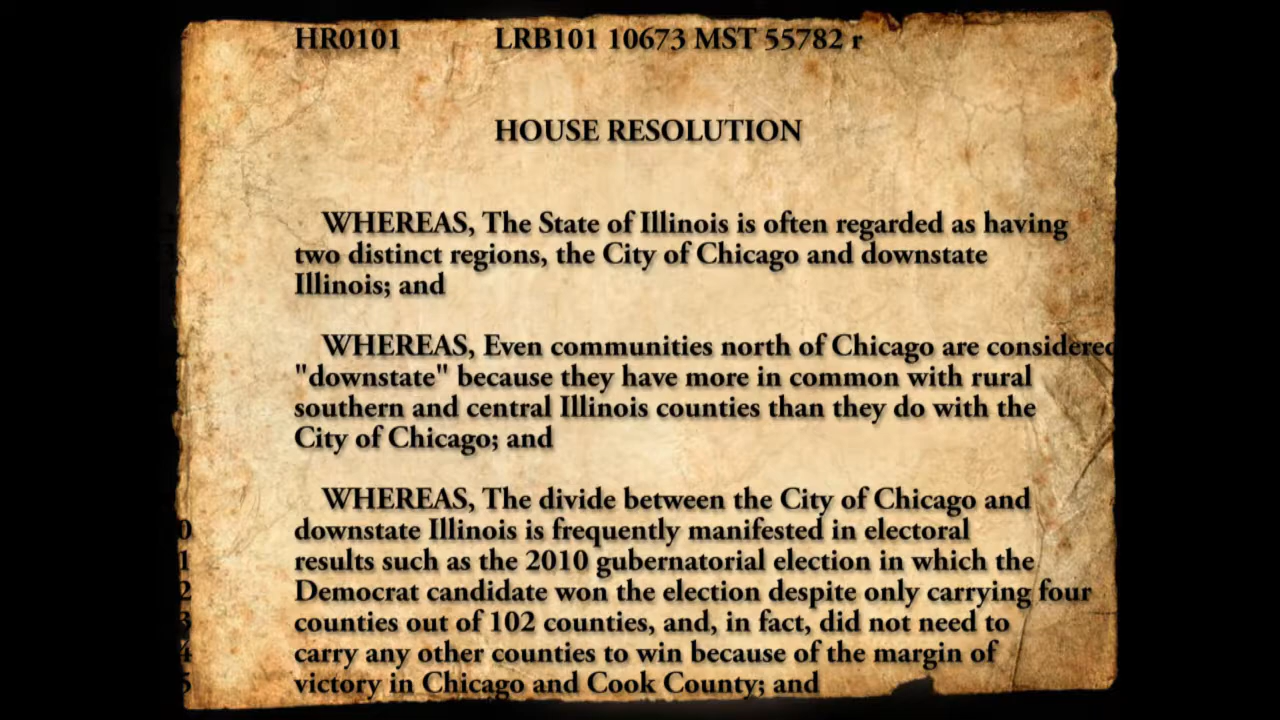 HR0101 LRB101 10673 MST 55782 r
HOUSE RESOLUTION
WHEREAS, The State of Illinois is often regarded as having
two distinct regions, the City of Chicago and downstate
Illinois; and
WHEREAS, Even communities north of Chicago are considered
"downstate" because they have more in common with rural
southern and central Illinois counties than they do with the
City of Chicago; and
WHEREAS, The divide between the City of Chicago and
0 downstate Illinois is frequently manifested in electoral
1 results such as the 2010 gubernatorial election in which the
2 Democrat candidate won the election despite only carrying four
3 counties out of 102 counties, and, in fact, did not need to
4 carry any other counties to win because of the margin of
5 victory in Chicago and Cook County; and